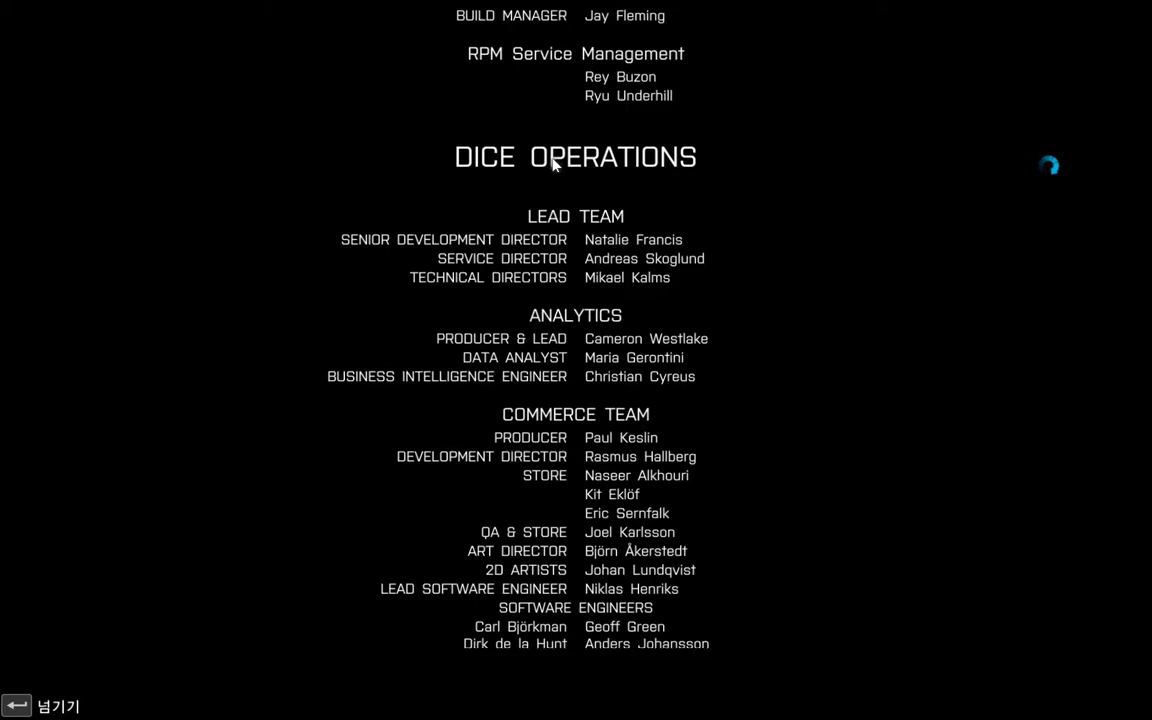 BUILD MANAGER Jay Fleming
RPM Service Management
Rey Buzon
Ryu Underhill
DICE OPERATIONS
LEAD TEAM
SENIOR DEVELOPMENT DIRECTOR Natalie Francis
SERVICE DIRECTOR Andreas Skoglund
TECHNICAL DIRECTORS Mikael Kalms
ANALYTICS
PRODUCER & LEAD Cameron Westlake
DATA ANALYST Maria Gerontini
BUSINESS INTELLIGENCE ENGINEER Christian Cyreus
COMMERCE TEAM
PRODUCER Paul Keslin
DEVELOPMENT DIRECTOR Rasmus Hallberg
STORE Naseer Alkhouri
Kit Eklöf
Eric Sernfalk
QA & STORE Joel Karlsson
ART DIRECTOR Björn Åkerstedt
2D ARTISTS Johan Lundqvist
LEAD SOFTWARE ENGINEER Niklas Henriks
SOFTWARE ENGINEERS
Carl Björkman Geoff Green
Dirk de la Hunt Anders Johansson
넘기기